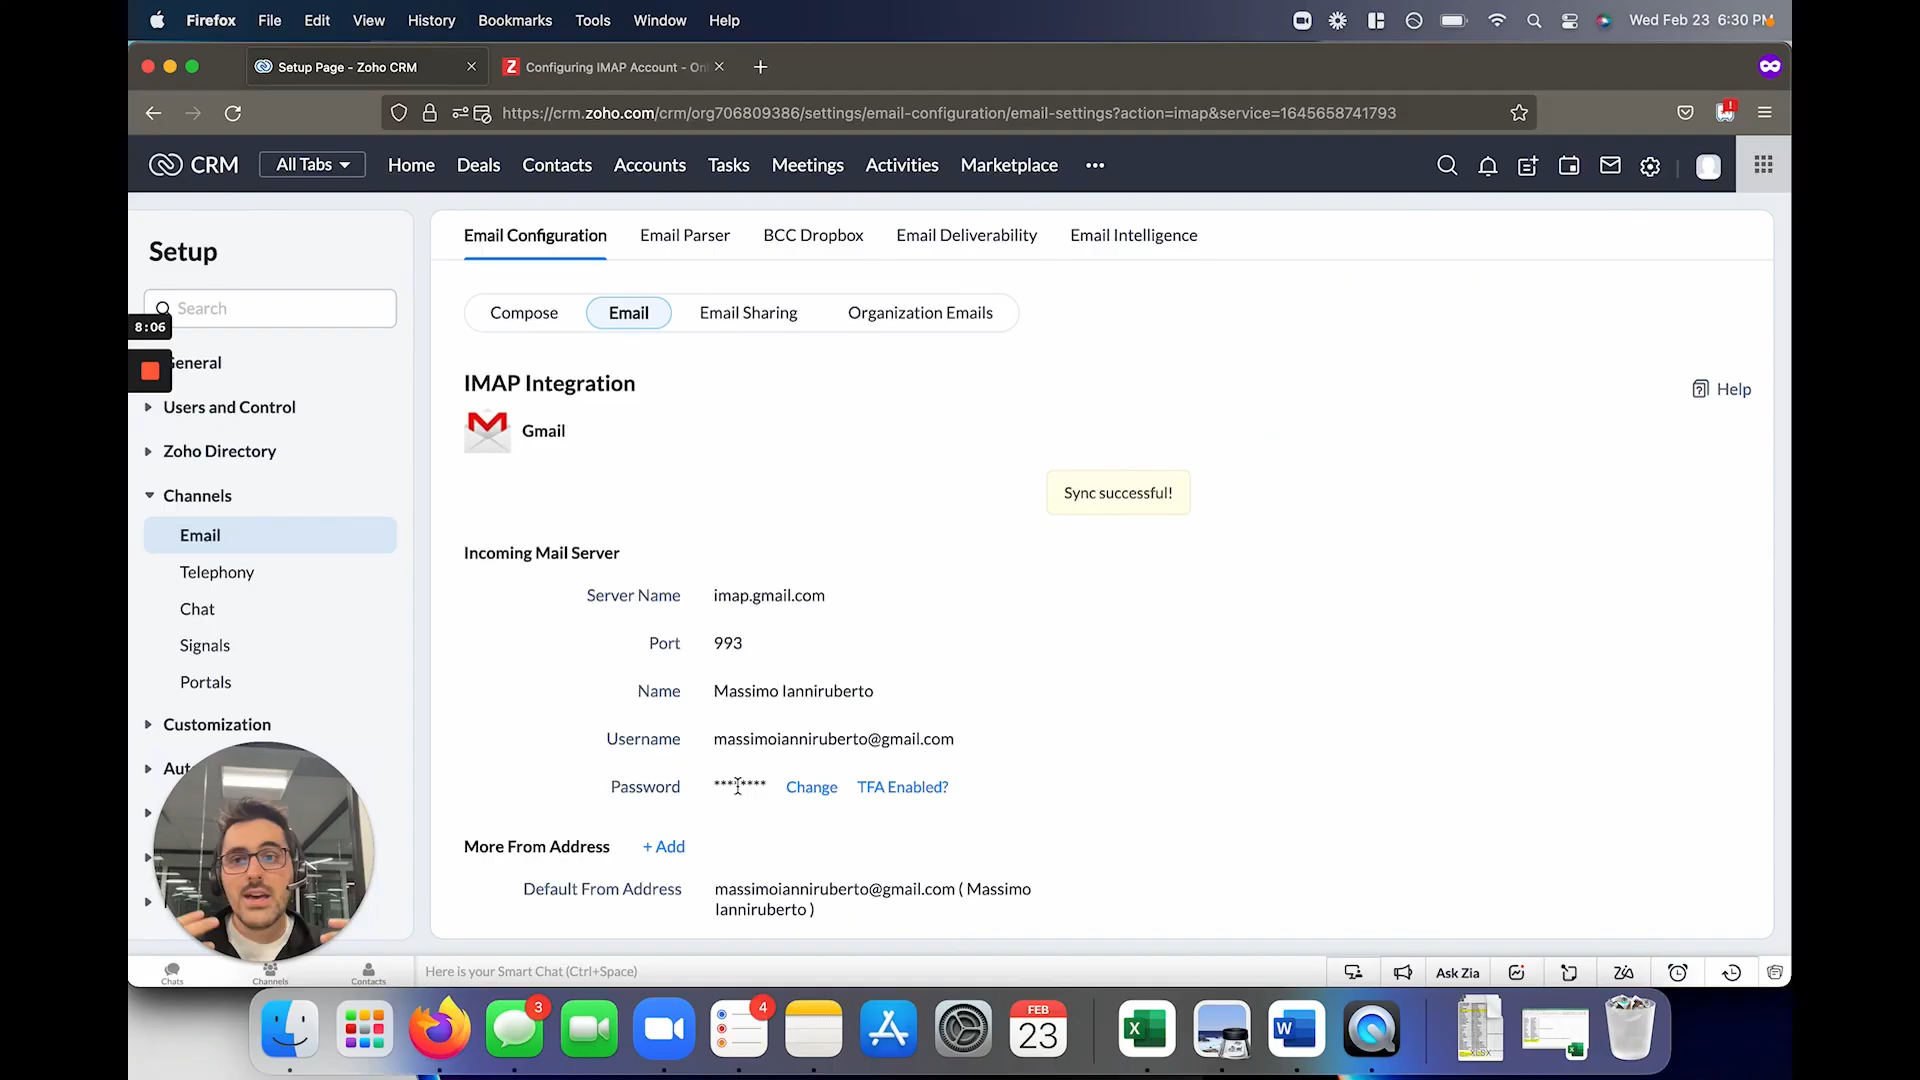 Firefox File Edit View History Bookmarks Tools Window Help
Wed Feb 23 6:30 PM
Setup Page - Zoho CRM
Configuring IMAP Account - Onl
https://crm.zoho.com/crm/org706809386/settings/email-configuration/email-settings?action=imap&service=1645658741793
CRM All Tabs Home Deals Contacts Accounts Tasks Meetings Activities Marketplace
Setup
Search
8:06
General
Users and Control
Zoho Directory
Channels
Email
Telephony
Chat
Signals
Portals
Customization
Aut
Email Configuration Email Parser BCC Dropbox Email Deliverability Email Intelligence
Compose Email Email Sharing Organization Emails
IMAP Integration
Help
Gmail
Sync successful!
Incoming Mail Server
Server Name imap.gmail.com
Port 993
Name Massimo Ianniruberto
Username massimoianniruberto@gmail.com
Password ******** Change TFA Enabled?
More From Address + Add
Default From Address massimoianniruberto@gmail.com ( Massimo
Ianniruberto )
Chats Channels Contacts
Here is your Smart Chat (Ctrl+Space)
Ask Zia
3
4
FEB
23
X
W
XLSX